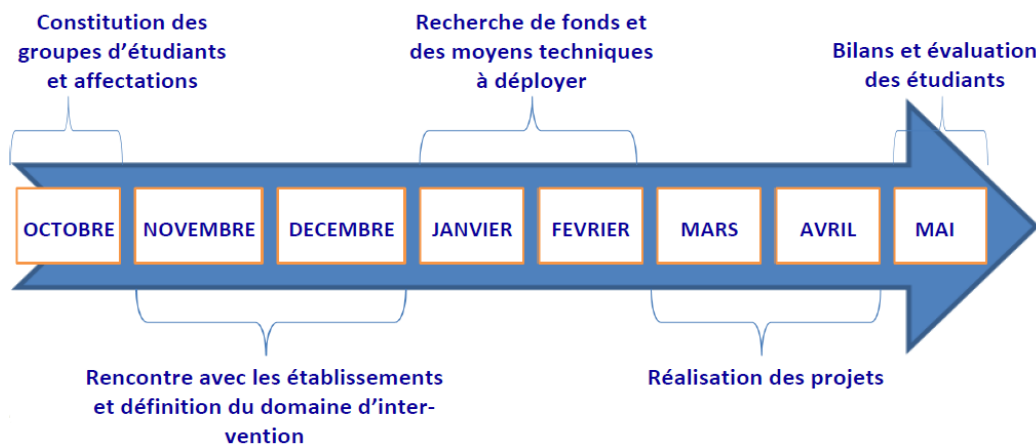 Constitution des
groupes d'étudiants
et affectations
Recherche de fonds et
des moyens techniques
à déployer
Bilans et évaluation
des étudiants
OCTOBRE
NOVEMBRE
DECEMBRE
JANVIER
FEVRIER
MARS
AVRIL
MAI
Rencontre avec les établissements
et définition du domaine d'inter-
vention
Réalisation des projets